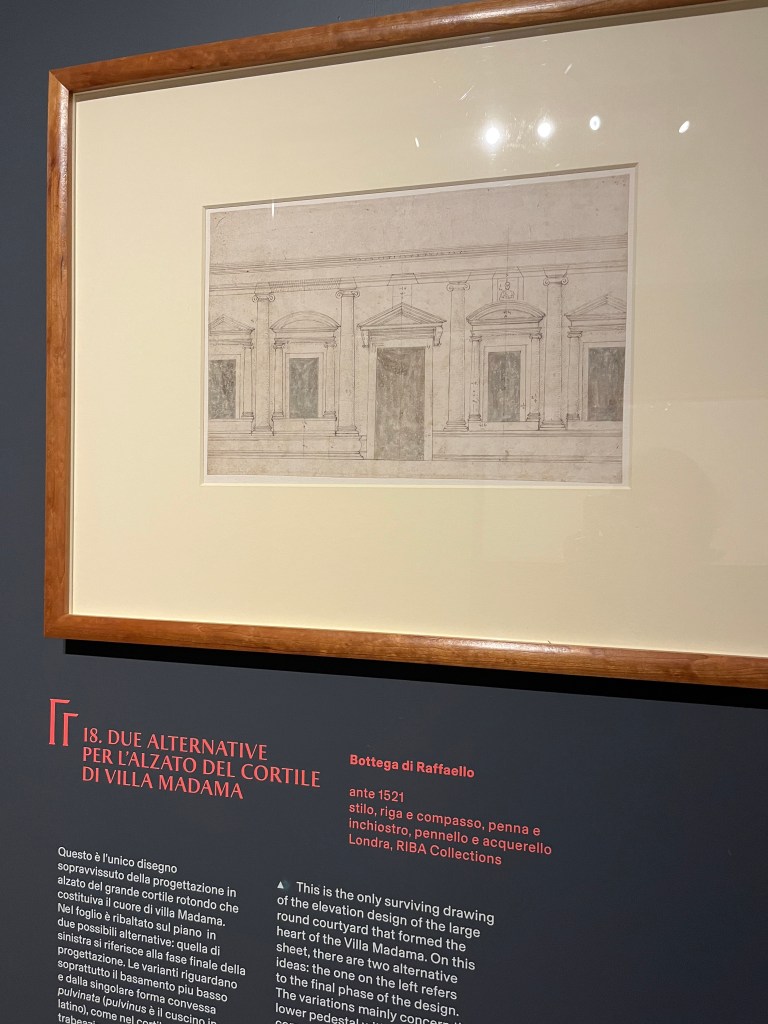 18. DUE ALTERNATIVE
PER L'ALZATO DEL CORTILE
DI VILLA MADAMA
Bottega di Raffaello
ante 1521
stilo, riga e compasso, penna e
inchiostro, pennello e acquerello
Londra, RIBA Collections
Questo è l'unico disegno
sopravvissuto della progettazione in
alzato del grande cortile rotondo che
costituiva il cuore di villa Madama.
Nel foglio è ribaltato sul piano in
due possibili alternative: quella di
sinistra si riferisce alla fase finale della
progettazione. Le varianti riguardano
soprattutto il basamento piu basso
e dalla singolare forma convessa
pulvinata (pulvinus è il cuscino in
latino), come nel
This is the only surviving drawing
of the elevation design of the large
round courtyard that formed the
heart of the Villa Madama. On this
sheet, there are two alternative
ideas: the one on the left refers
to the final phase of the design.
The variations mainly concern
lower pedestal